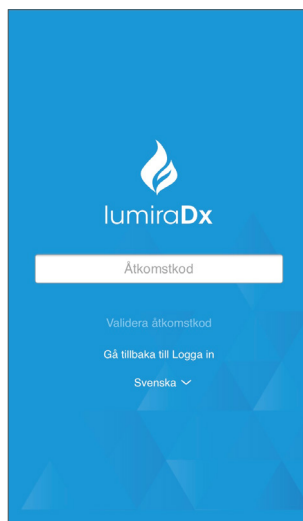 lumiraDx
Åtkomstkod
Validera åtkomstkod
Gå tillbaka till Logga in
Svenska